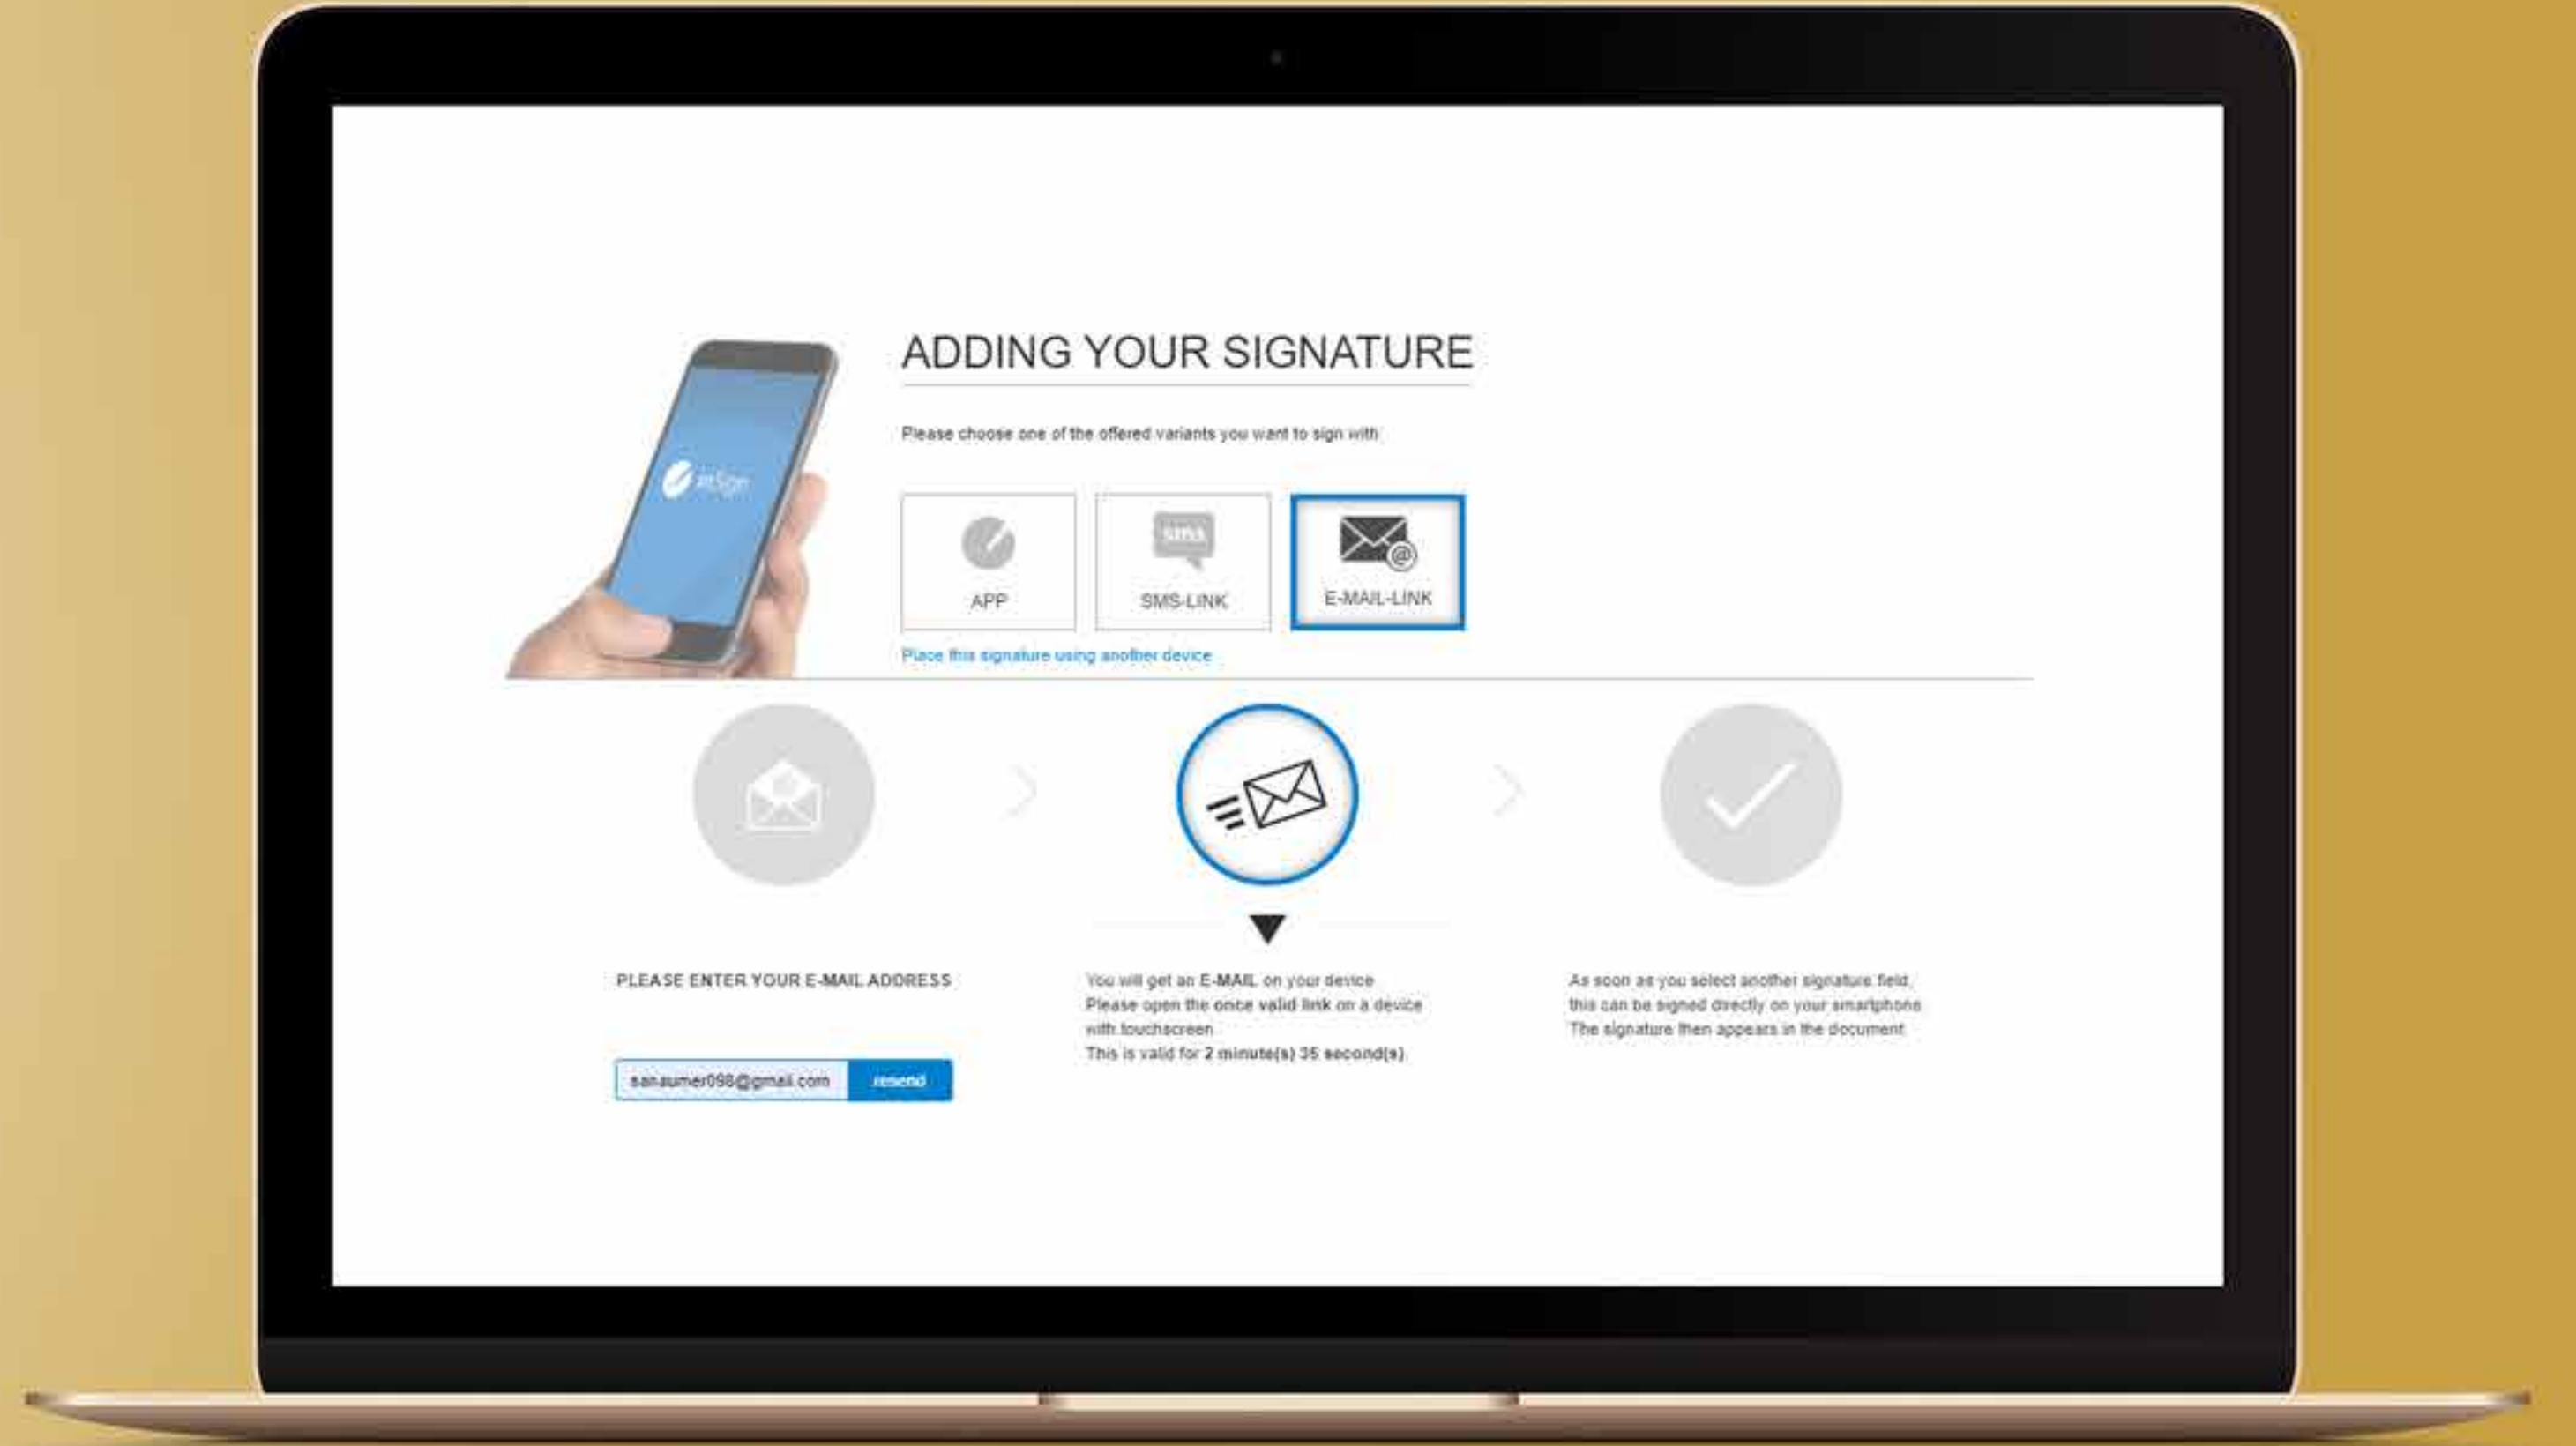 ADDING YOUR SIGNATURE
Please choose one of the offered variants you want to sign with:
sms
APP
SMS-LINK
E-MAIL-LINK
Place this signature using another device
PLEASE ENTER YOUR E-MAIL ADDRESS
sanaumer098@gmail.com
resend
You will get an E-MAIL on your device
Please open the once valid link on a device
with touchscreen
This is valid for 2 minute(s) 35 second(s).
As soon as you select another signature field,
this can be signed directly on your smartphone
The signature then appears in the document